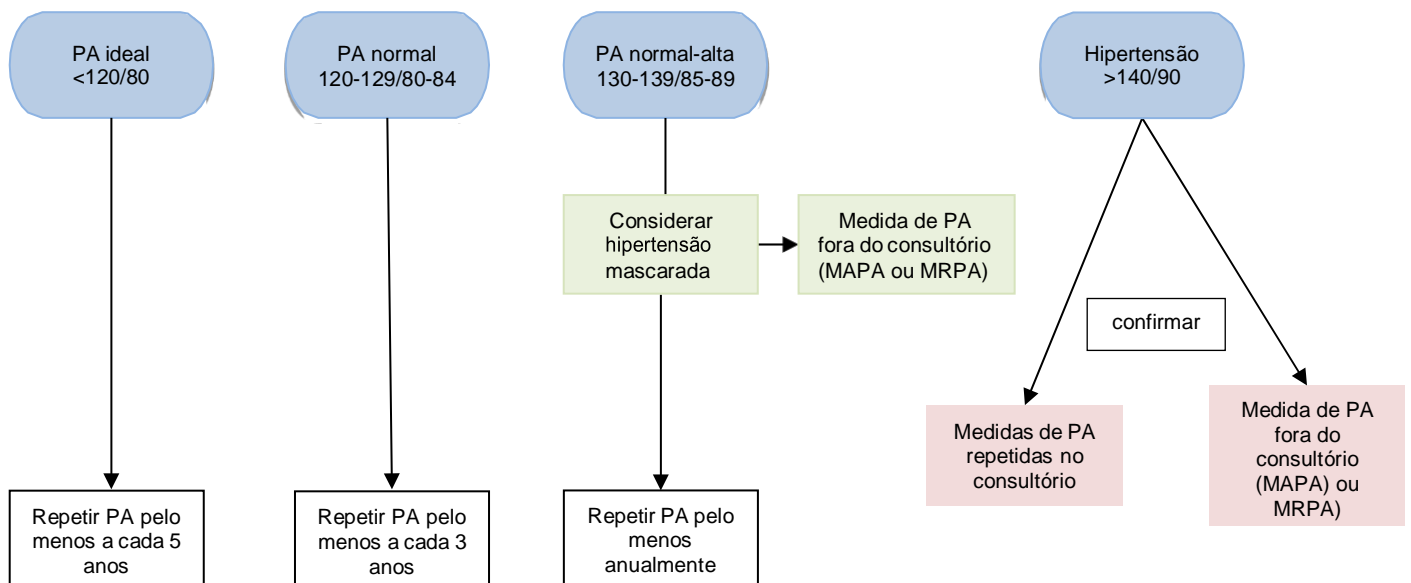 PA ideal
<120/80
PA normal
120-129/80-84
PA normal-alta
130-139/85-89
Hipertensão
>140/90
Considerar
hipertensão
mascarada
Medida de PA
fora do consultório
(MAPA ou MRPA)
confirmar
Medidas de PA
repetidas no
consultório
Medida de PA
fora do
consultório
(MAPA) ou
MRPA)
Repetir PA pelo
menos a cada 5
anos
Repetir PA pelo
menos a cada 3
anos
Repetir PA pelo
menos
anualmente